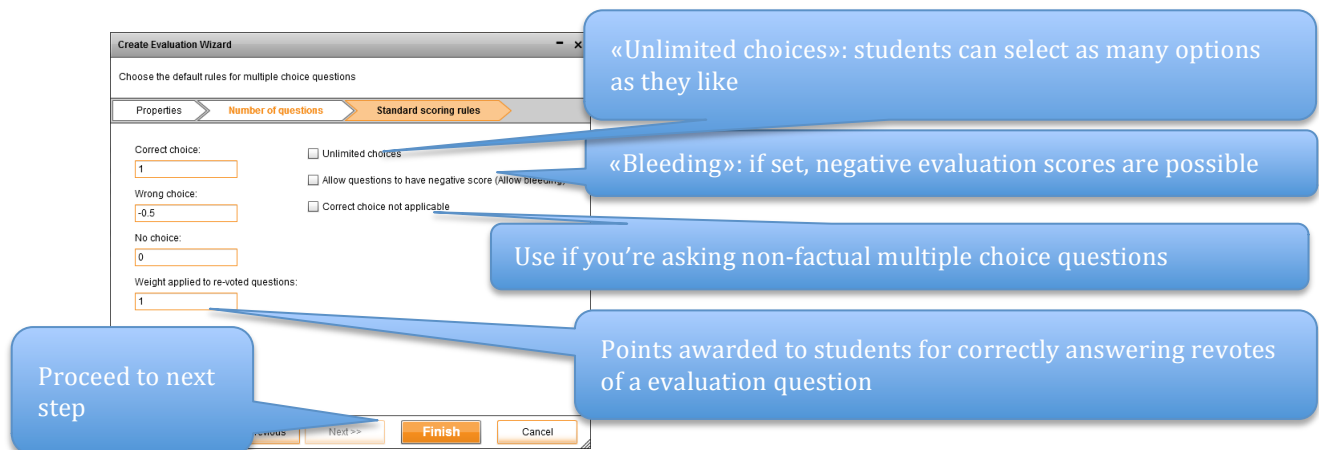 Create Evaluation Wizard
Choose the default rules for multiple choice questions
Properties
Number of questions
Standard scoring rules
Correct choice:
1
Wrong choice:
-0.5
No choice:
0
Weight applied to re-voted questions:
1
Unlimited choices
Allow questions to have negative score (Allow bleeding)
Correct choice not applicable
«Unlimited choices»: students can select as many options
as they like
«Bleeding»: if set, negative evaluation scores are possible
Use if you’re asking non-factual multiple choice questions
Points awarded to students for correctly answering revotes
of a evaluation question
Proceed to next
step
Next >>
Finish
Cancel